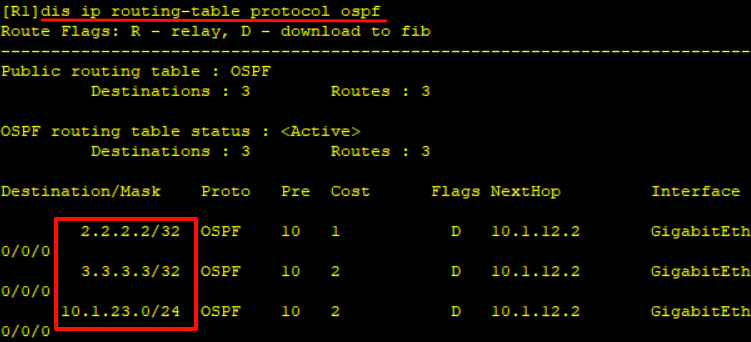 [R1]dis ip routing-table protocol ospf
Route Flags: R - relay, D - download to fib
------------------------------------------------------------------------------
Public routing table : OSPF
         Destinations : 3        Routes : 3
OSPF routing table status : <Active>
         Destinations : 3        Routes : 3
Destination/Mask    Proto   Pre  Cost      Flags NextHop         Interface
        2.2.2.2/32  OSPF    10   1           D   10.1.12.2       GigabitEth
0/0/0
        3.3.3.3/32  OSPF    10   2           D   10.1.12.2       GigabitEth
0/0/0
      10.1.23.0/24  OSPF    10   2           D   10.1.12.2       GigabitEth
0/0/0